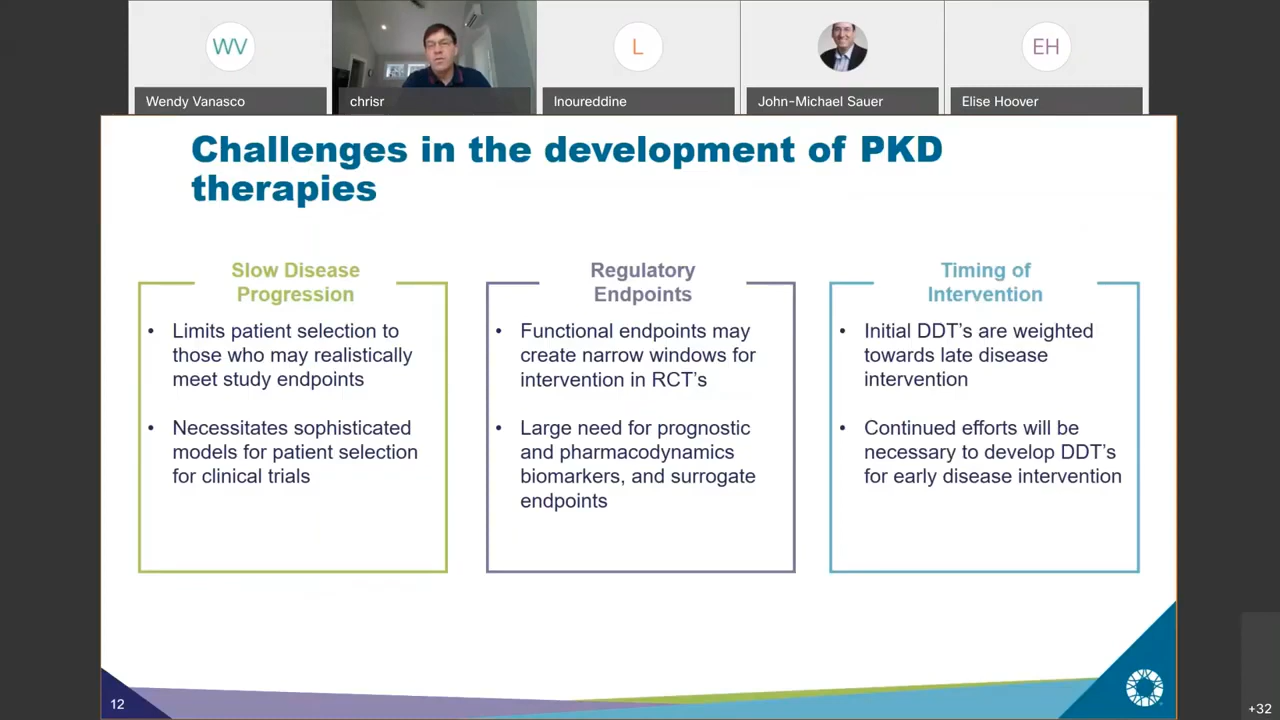 WV
L
EH
Wendy Vanasco
chrisr
lnoureddine
John-Michael Sauer
Elise Hoover
Challenges in the development of PKD
therapies
Slow Disease
Progression
• Limits patient selection to
those who may realistically
meet study endpoints
• Necessitates sophisticated
models for patient selection
for clinical trials
Regulatory
Endpoints
• Functional endpoints may
create narrow windows for
intervention in RCT's
• Large need for prognostic
and pharmacodynamics
biomarkers, and surrogate
endpoints
Timing of
Intervention
• Initial DDT's are weighted
towards late disease
intervention
• Continued efforts will be
necessary to develop DDT's
for early disease intervention
12
+32